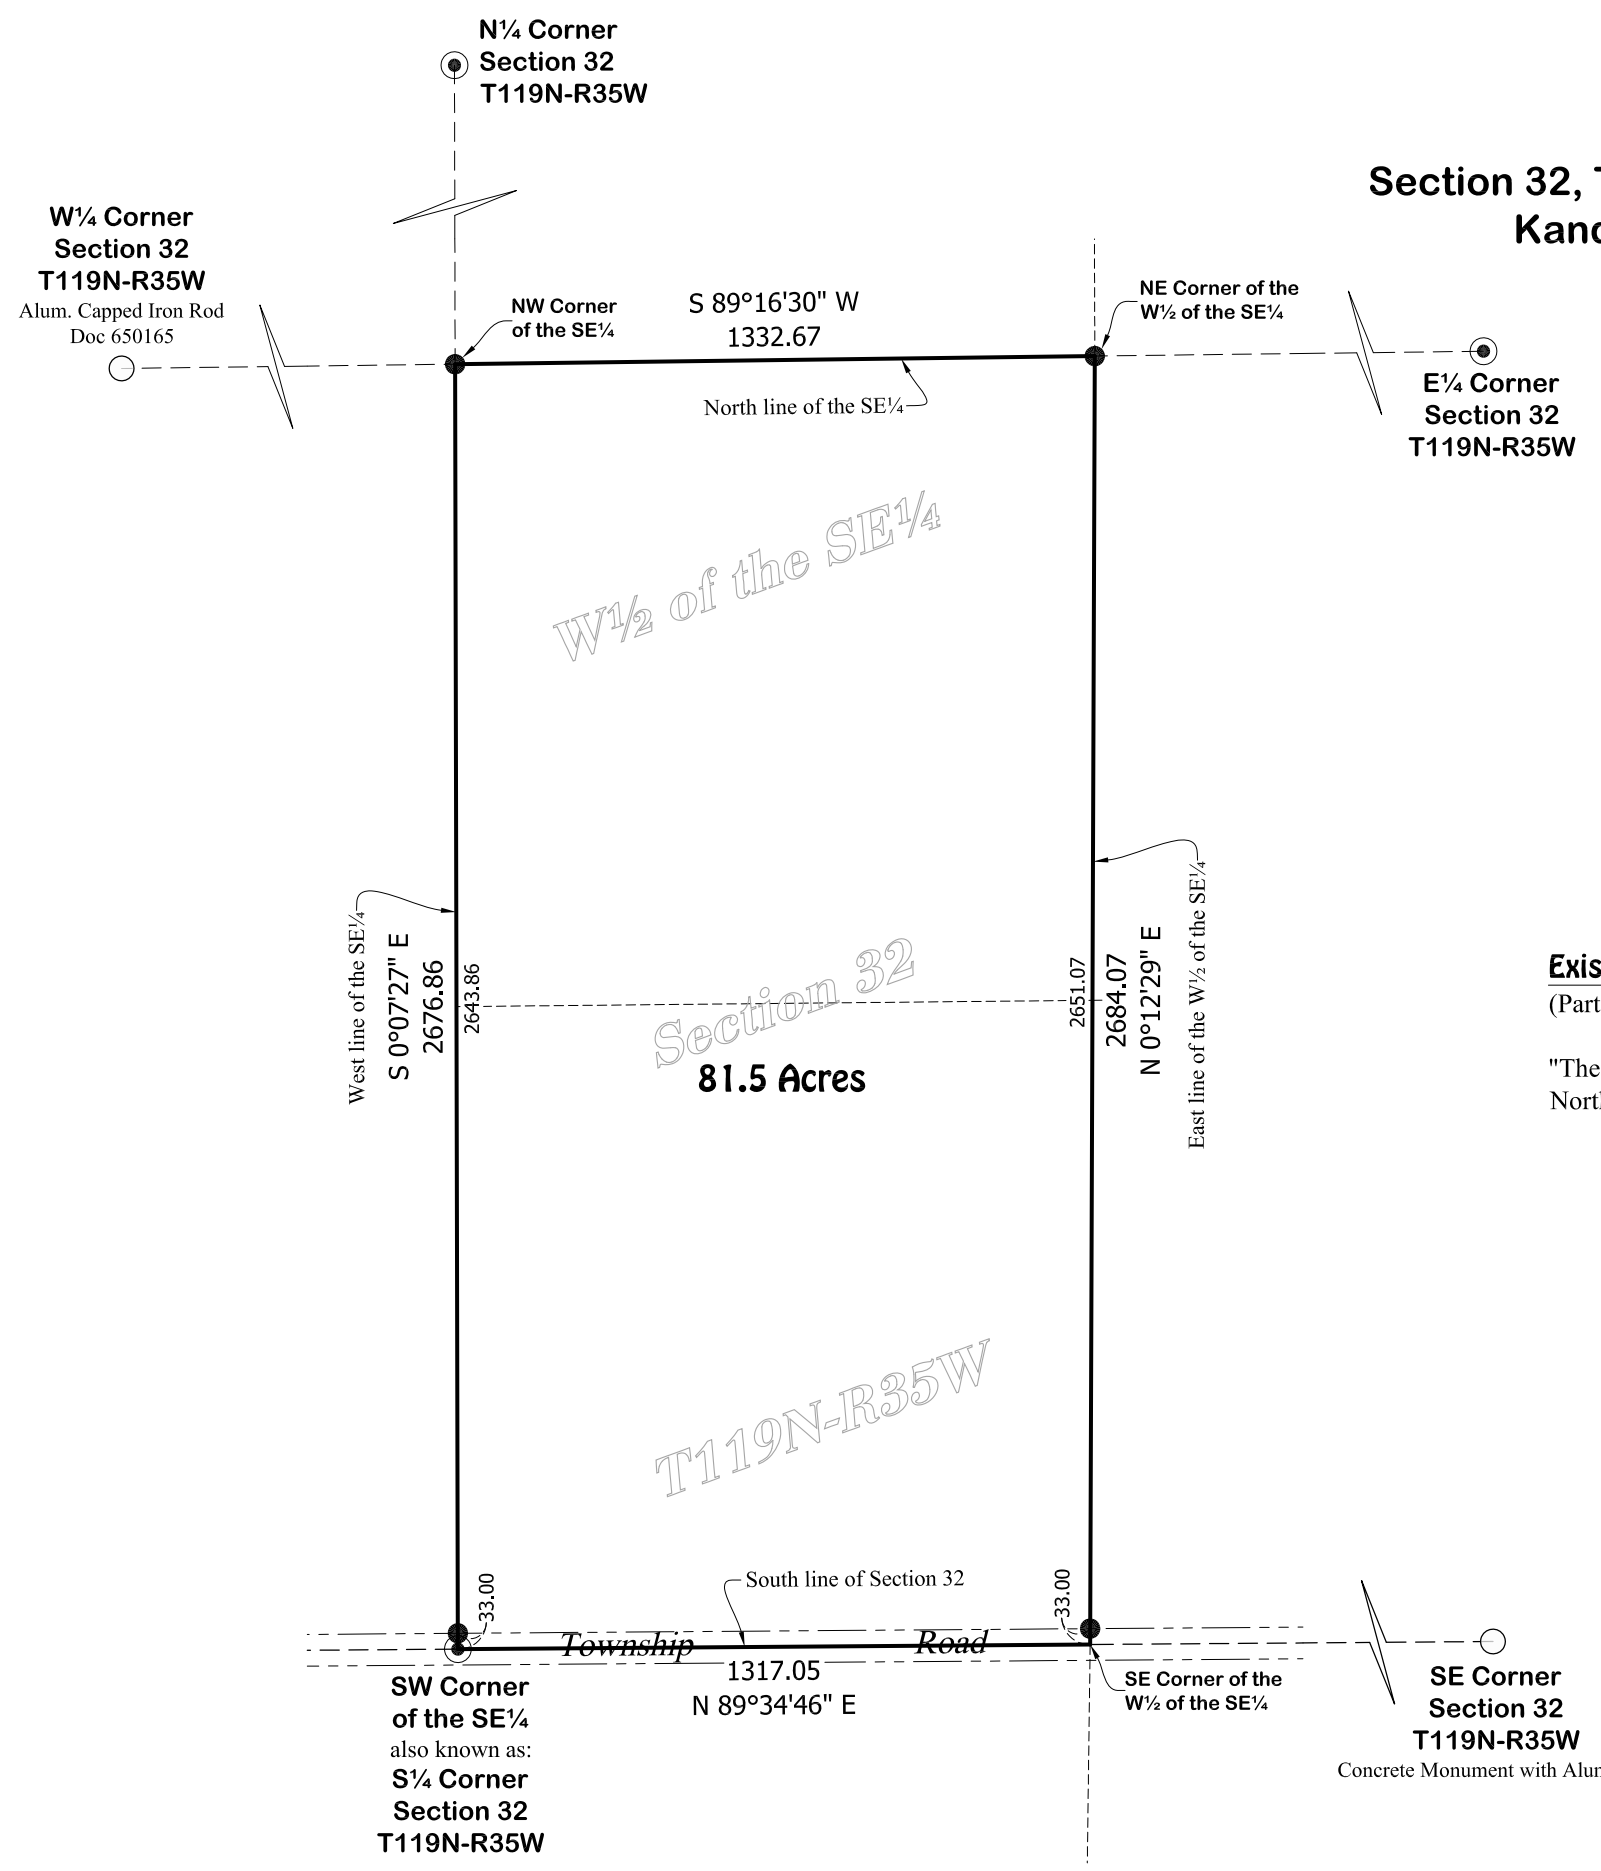 N¼ Corner
Section 32
T119N-R35W
Section 32,
W¼ Corner
Section 32
T119N-R35W
Alum. Capped Iron Rod
Doc 650165
NW Corner
of the SE¼
S 89°16'30" W
1332.67
NE Corner of the
W½ of the SE¼
North line of the SE¼
E¼ Corner
Section 32
T119N-R35W
W½ of the SE¼
West line of the SE¼
S 0°07'27" E
2676.86
2643.86
Section 32
81.5 Acres
2651.07
2684.07
N 0°12'29" E
East line of the W½ of the SE¼
(Part
"The
T119N-R35W
33.00
South line of Section 32
33.00
Township Road
1317.05
N 89°34'46" E
SE Corner of the
W½ of the SE¼
SW Corner
of the SE¼
also known as:
S¼ Corner
Section 32
T119N-R35W
SE Corner
Section 32
T119N-R35W
Concrete Monument with